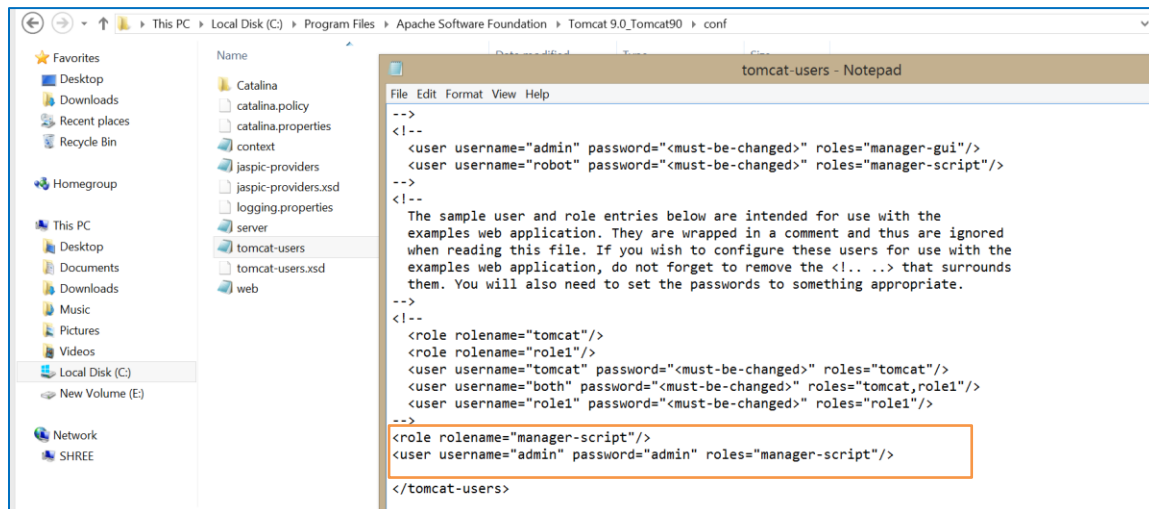 This PC ▸ Local Disk (C:) ▸ Program Files ▸ Apache Software Foundation ▸ Tomcat 9.0_Tomcat90 ▸ conf
Favorites
Desktop
Downloads
Recent places
Recycle Bin
Homegroup
This PC
Desktop
Documents
Downloads
Music
Pictures
Videos
Local Disk (C:)
New Volume (E:)
Network
SHREE
Name
Catalina
catalina.policy
catalina.properties
context
jaspic-providers
jaspic-providers.xsd
logging.properties
server
tomcat-users
tomcat-users.xsd
web
tomcat-users - Notepad
File Edit Format View Help
-->
<!--
<user username="admin" password="<must-be-changed>" roles="manager-gui"/>
<user username="robot" password="<must-be-changed>" roles="manager-script"/>
-->
<!--
The sample user and role entries below are intended for use with the
examples web application. They are wrapped in a comment and thus are ignored
when reading this file. If you wish to configure these users for use with the
examples web application, do not forget to remove the <!.. ..> that surrounds
them. You will also need to set the passwords to something appropriate.
-->
<!--
<role rolename="tomcat"/>
<role rolename="role1"/>
<user username="tomcat" password="<must-be-changed>" roles="tomcat"/>
<user username="both" password="<must-be-changed>" roles="tomcat,role1"/>
<user username="role1" password="<must-be-changed>" roles="role1"/>
-->
<role rolename="manager-script"/>
<user username="admin" password="admin" roles="manager-script"/>
</tomcat-users>